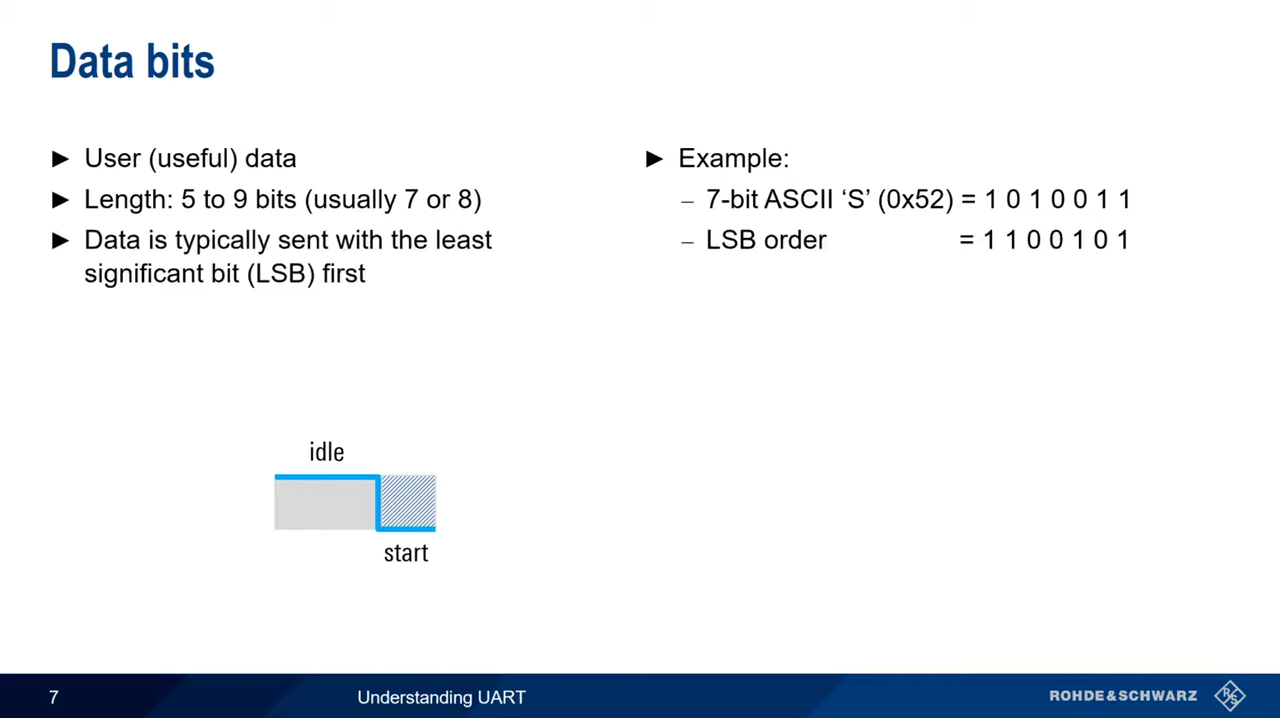 Data bits
► User (useful) data
► Length: 5 to 9 bits (usually 7 or 8)
► Data is typically sent with the least
significant bit (LSB) first
► Example:
– 7-bit ASCII ‘S’ (0x52) = 1 0 1 0 0 1 1
– LSB order = 1 1 0 0 1 0 1
idle
start
7
Understanding UART
ROHDE&SCHWARZ
R&S